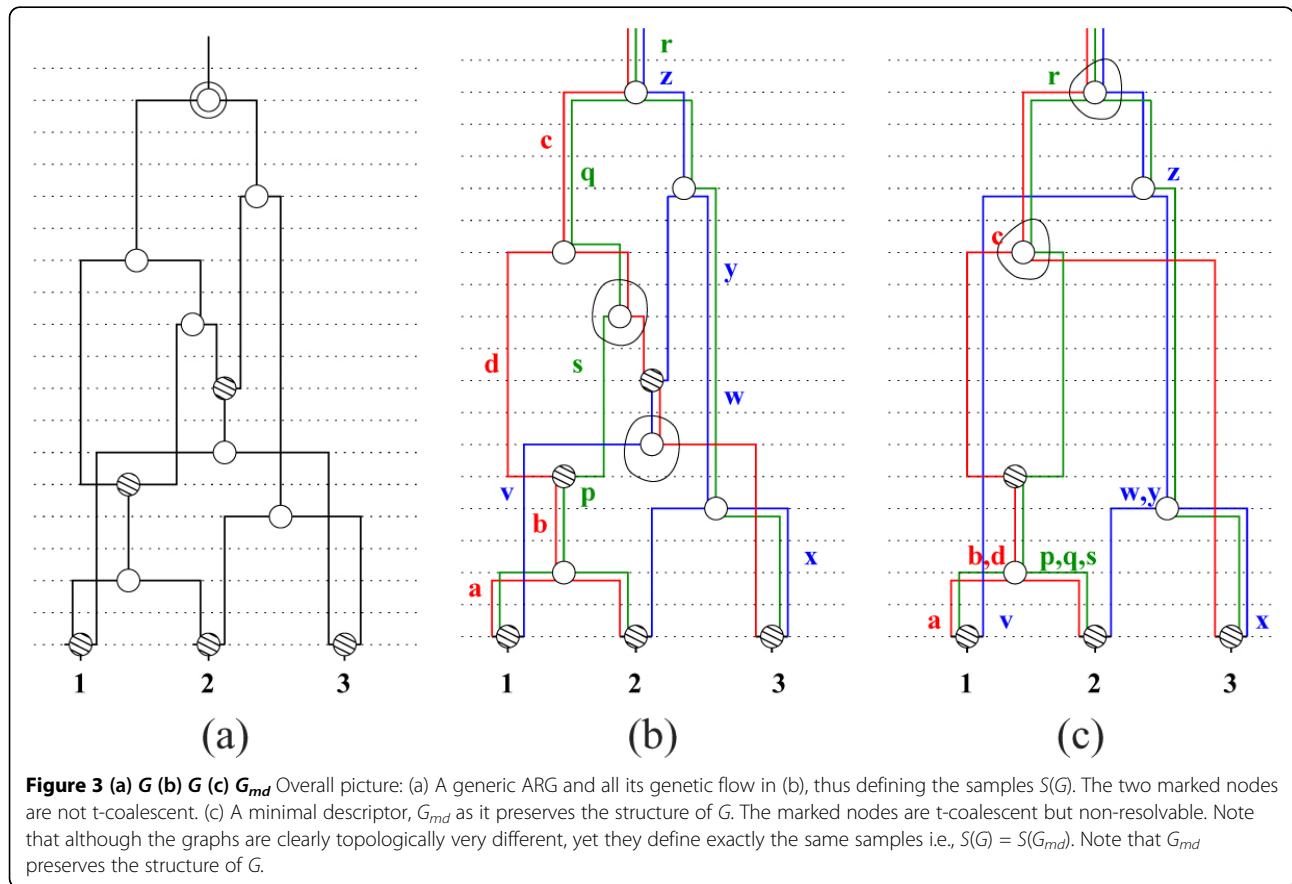 r
z
c
q
y
d
s
w
v
p
b
x
a
1 2 3
(a)
1 2 3
(b)
r
z
c
w,y
b,d p,q,s
a v x
1 2 3
(c)
Figure 3 (a) G (b) G (c) Gmd Overall picture: (a) A generic ARG and all its genetic flow in (b), thus defining the samples S(G). The two marked nodes
are not t-coalescent. (c) A minimal descriptor, Gmd as it preserves the structure of G. The marked nodes are t-coalescent but non-resolvable. Note
that although the graphs are clearly topologically very different, yet they define exactly the same samples i.e., S(G) = S(Gmd). Note that Gmd
preserves the structure of G.